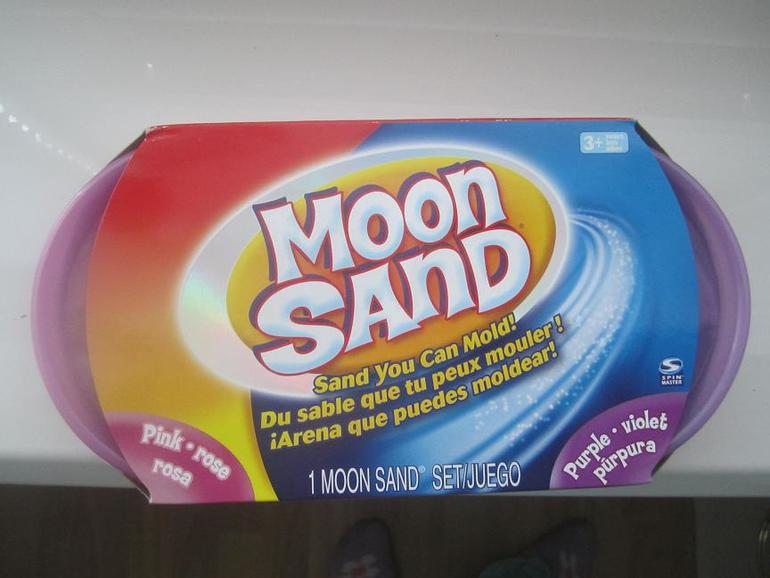 3+
MOON
SAND®
Sand You Can Mold!
Du sable que tu peux mouler !
¡Arena que puedes moldear!
SPIN
MASTER
Pink • rose
rosa
Purple • violet
púrpura
1 MOON SAND® SET/JUEGO